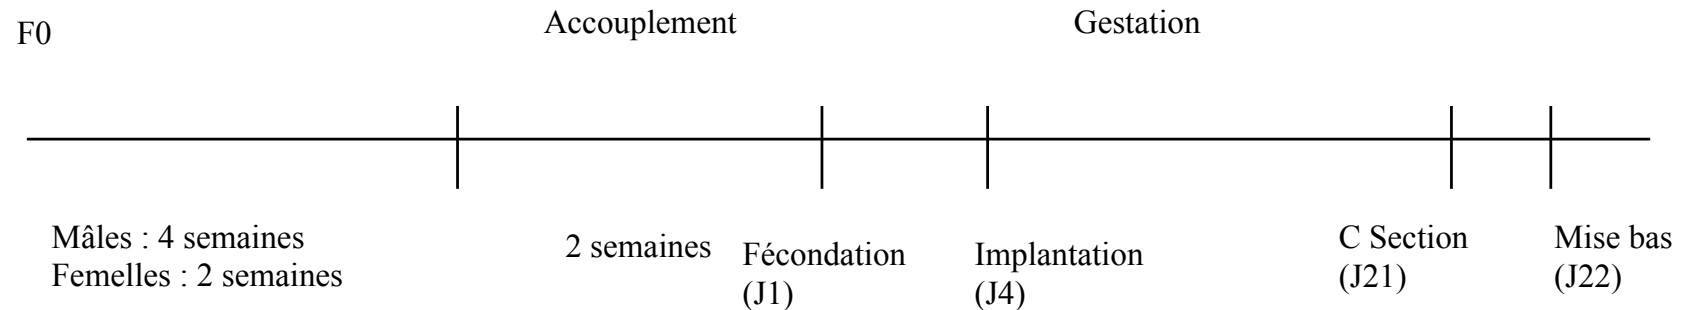 F0
Accouplement
Gestation
Mâles : 4 semaines
Femelles : 2 semaines
2 semaines
Fécondation
(J1)
Implantation
(J4)
C Section
(J21)
Mise bas
(J22)